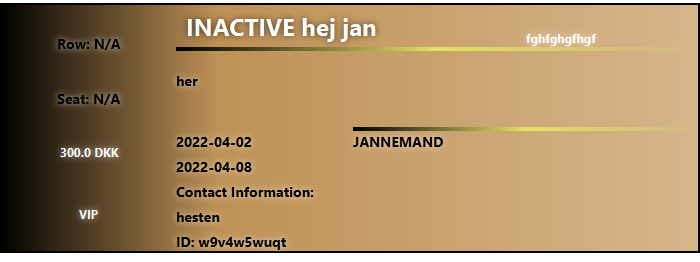 INACTIVE hej jan
fghfghgfhgf
Row: N/A
her
Seat: N/A
300.0 DKK
VIP
2022-04-02
JANNEMAND
2022-04-08
Contact Information:
hesten
ID: w9v4w5wuqt